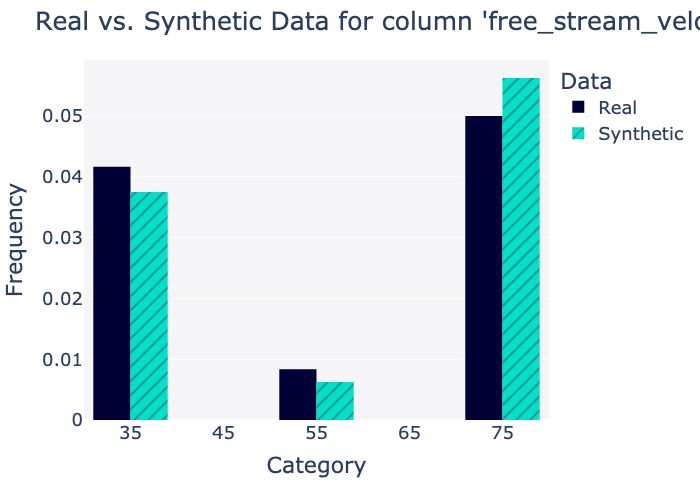 Real vs. Synthetic Data for column 'free_stream_velo
Data
Real
Synthetic
Frequency
0.05
0.04
0.03
0.02
0.01
0
35 45 55 65 75
Category